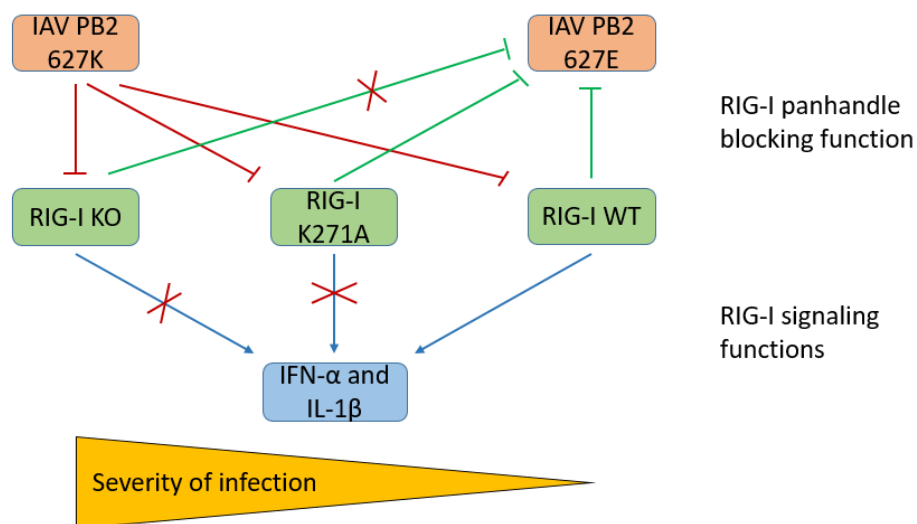 IAV PB2
627K
IAV PB2
627E
RIG-I panhandle
blocking function
RIG-I KO
RIG-I
K271A
RIG-I WT
RIG-I signaling
functions
IFN-α and
IL-1β
Severity of infection